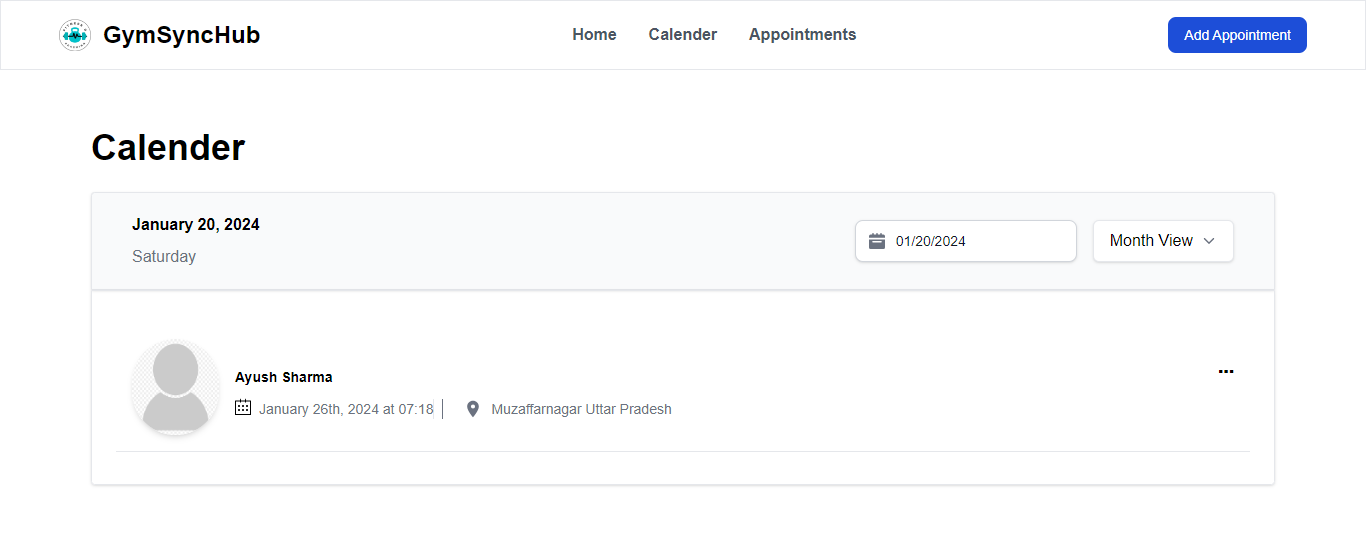 GymSyncHub
Home Calender Appointments
Add Appointment
Calender
January 20, 2024
Saturday
01/20/2024
Month View
Ayush Sharma
January 26th, 2024 at 07:18
Muzaffarnagar Uttar Pradesh